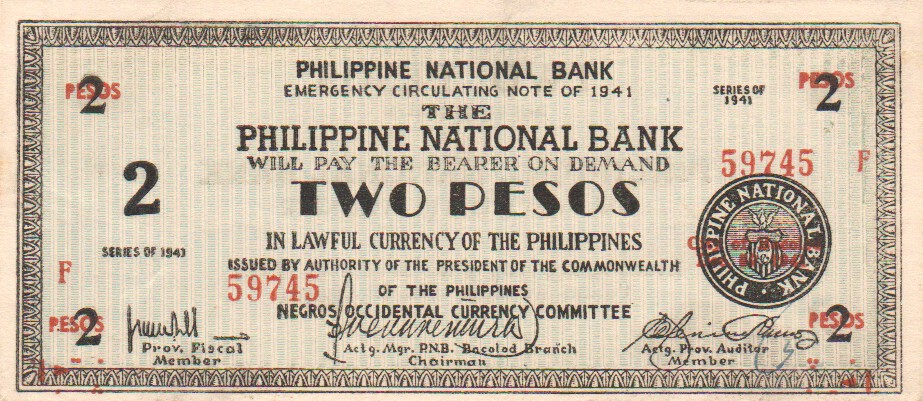 PHILIPPINE NATIONAL BANK
EMERGENCY CIRCULATING NOTE OF 1941
SERIES OF 1941
PESOS 2
2 PESOS
THE
PHILIPPINE NATIONAL BANK
WILL PAY THE BEARER ON DEMAND
59745 F
2
TWO PESOS
PHILIPPINE NATIONAL BANK
IN LAWFUL CURRENCY OF THE PHILIPPINES
SERIES OF 1941
ISSUED BY AUTHORITY OF THE PRESIDENT OF THE COMMONWEALTH
F
59745
OF THE PHILIPPINES
NEGROS OCCIDENTAL CURRENCY COMMITTEE
PESOS 2
2 PESOS
Prov. Fiscal
Member
Actg. Mgr. P.N.B. Bacolod Branch
Chairman
Actg. Prov. Auditor
Member